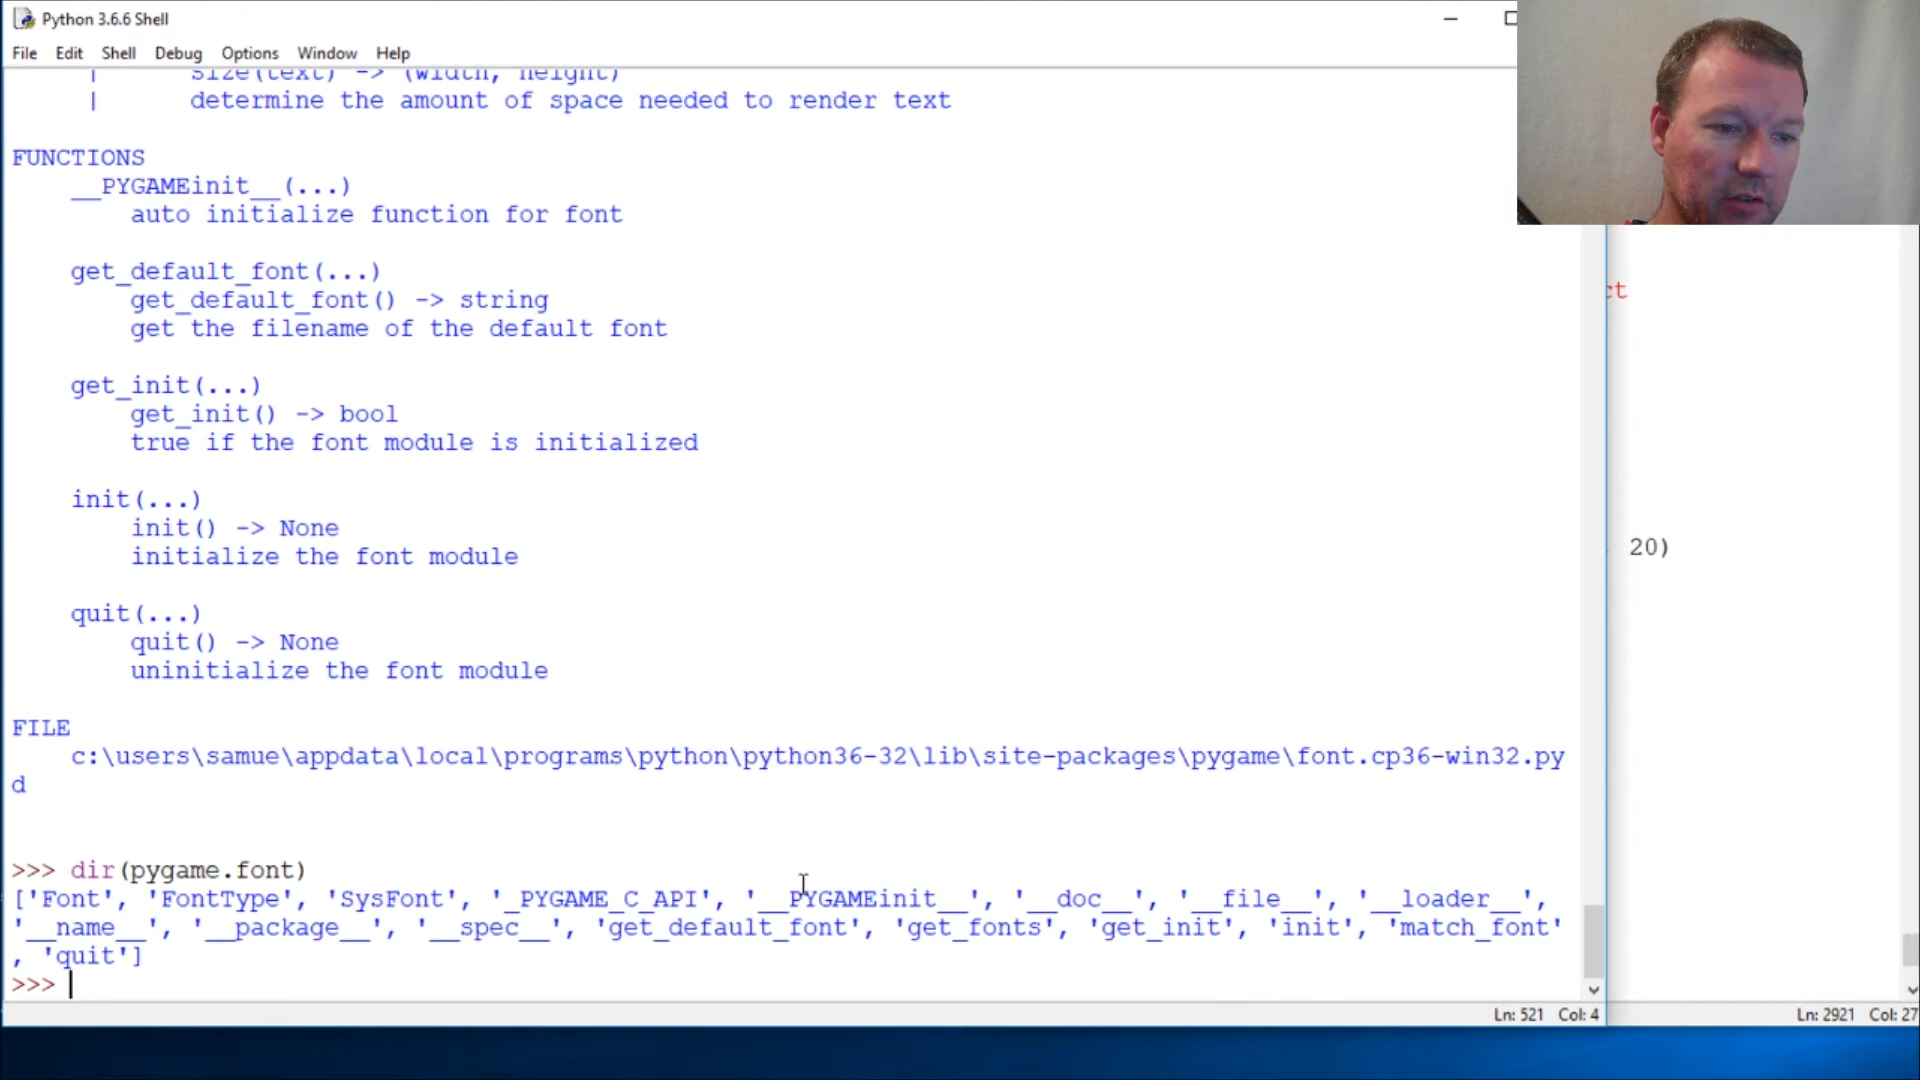 Python 3.6.6 Shell
File Edit Shell Debug Options Window Help
| size(text) -> (width, height)
| determine the amount of space needed to render text
FUNCTIONS
__PYGAMEinit__(...)
auto initialize function for font
get_default_font(...)
get_default_font() -> string
get the filename of the default font
get_init(...)
get_init() -> bool
true if the font module is initialized
init(...)
init() -> None
initialize the font module
quit(...)
quit() -> None
uninitialize the font module
FILE
c:\users\samue\appdata\local\programs\python\python36-32\lib\site-packages\pygame\font.cp36-win32.py
d
>>> dir(pygame.font)
['Font', 'FontType', 'SysFont', '_PYGAME_C_API', '__PYGAMEinit__', '__doc__', '__file__', '__loader__',
'__name__', '__package__', '__spec__', 'get_default_font', 'get_fonts', 'get_init', 'init', 'match_font'
, 'quit']
>>>
Ln: 521 Col: 4
ct
20)
Ln: 2921 Col: 27